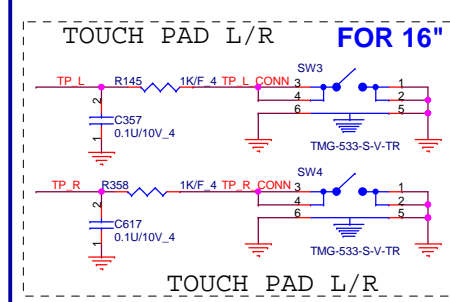 TOUCH PAD L/R FOR 16"
SW3
TP_L R145 1K/F_4 TP_L_CONN 3 1
4 2
2 6 5
C357
0.1U/10V_4
1
TMG-533-S-V-TR
SW4
TP_R R358 1K/F_4 TP_R_CONN 3 1
4 2
2 6 5
C617
0.1U/10V_4
1
TMG-533-S-V-TR
TOUCH PAD L/R